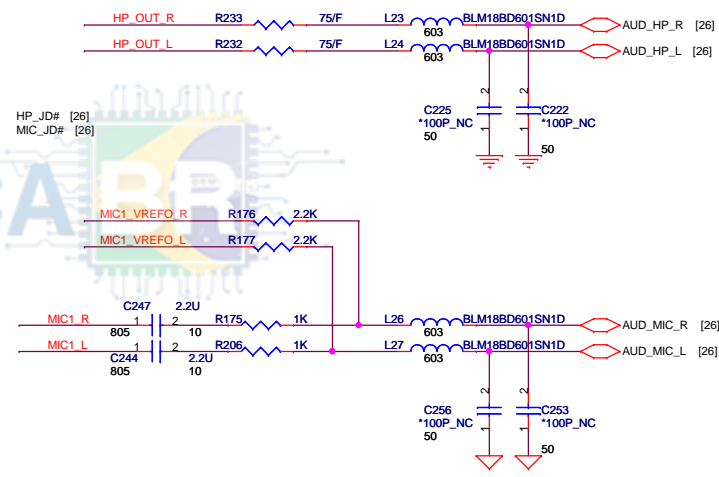 HP_OUT_R R233 75/F L23 BLM18BD601SN1D AUD_HP_R [26]
603
HP_OUT_L R232 75/F L24 BLM18BD601SN1D AUD_HP_L [26]
603
2 2
C225 C222
*100P_NC *100P_NC
1 1
50 50
HP_JD# [26]
MIC_JD# [26]
ABR
MIC1_VREFO_R R176 2.2K
MIC1_VREFO_L R177 2.2K
C247 2.2U
MIC1_R 1 2 R175 1K L26 BLM18BD601SN1D AUD_MIC_R [26]
805 10 603
MIC1_L 1 2 R206 1K L27 BLM18BD601SN1D AUD_MIC_L [26]
C244 2.2U 603
805 10
2 2
C256 C253
*100P_NC *100P_NC
1 1
50 50